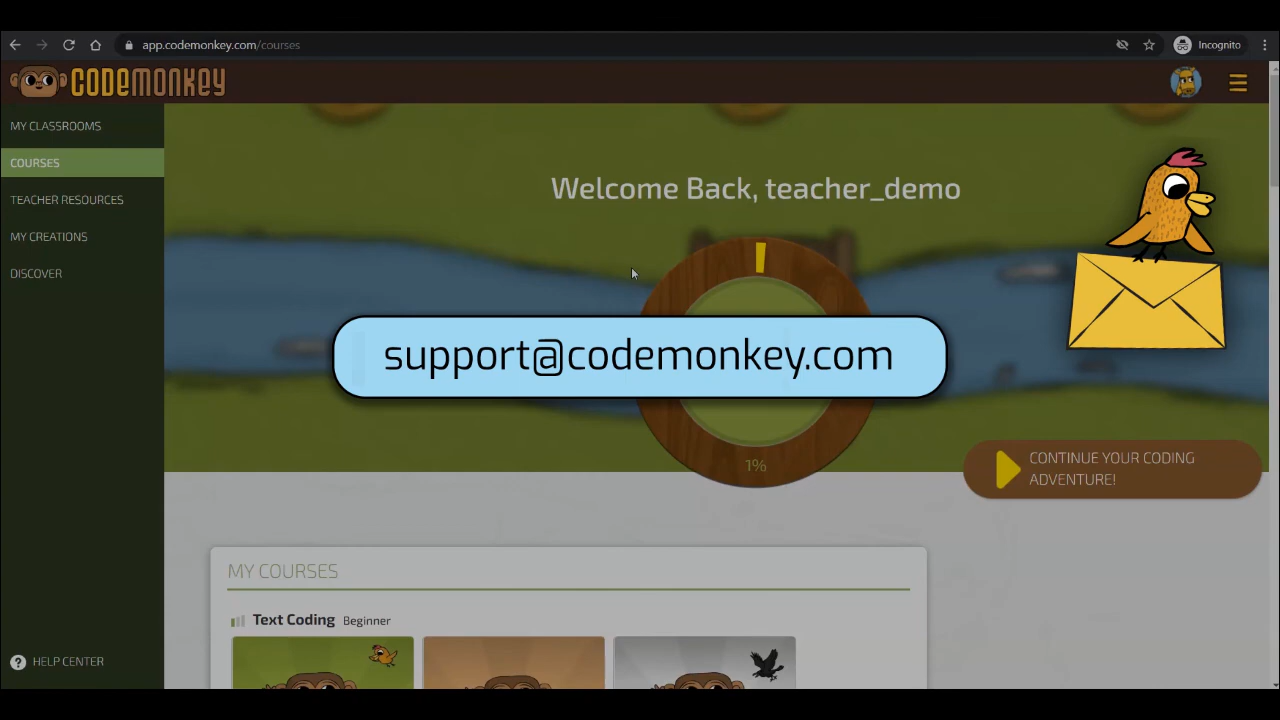 app.codemonkey.com/courses
Incognito
CODEMONKEY
MY CLASSROOMS
COURSES
TEACHER RESOURCES
MY CREATIONS
DISCOVER
Welcome Back, teacher_demo
support@codemonkey.com
1%
CONTINUE YOUR CODING
ADVENTURE!
MY COURSES
Text Coding Beginner
? HELP CENTER